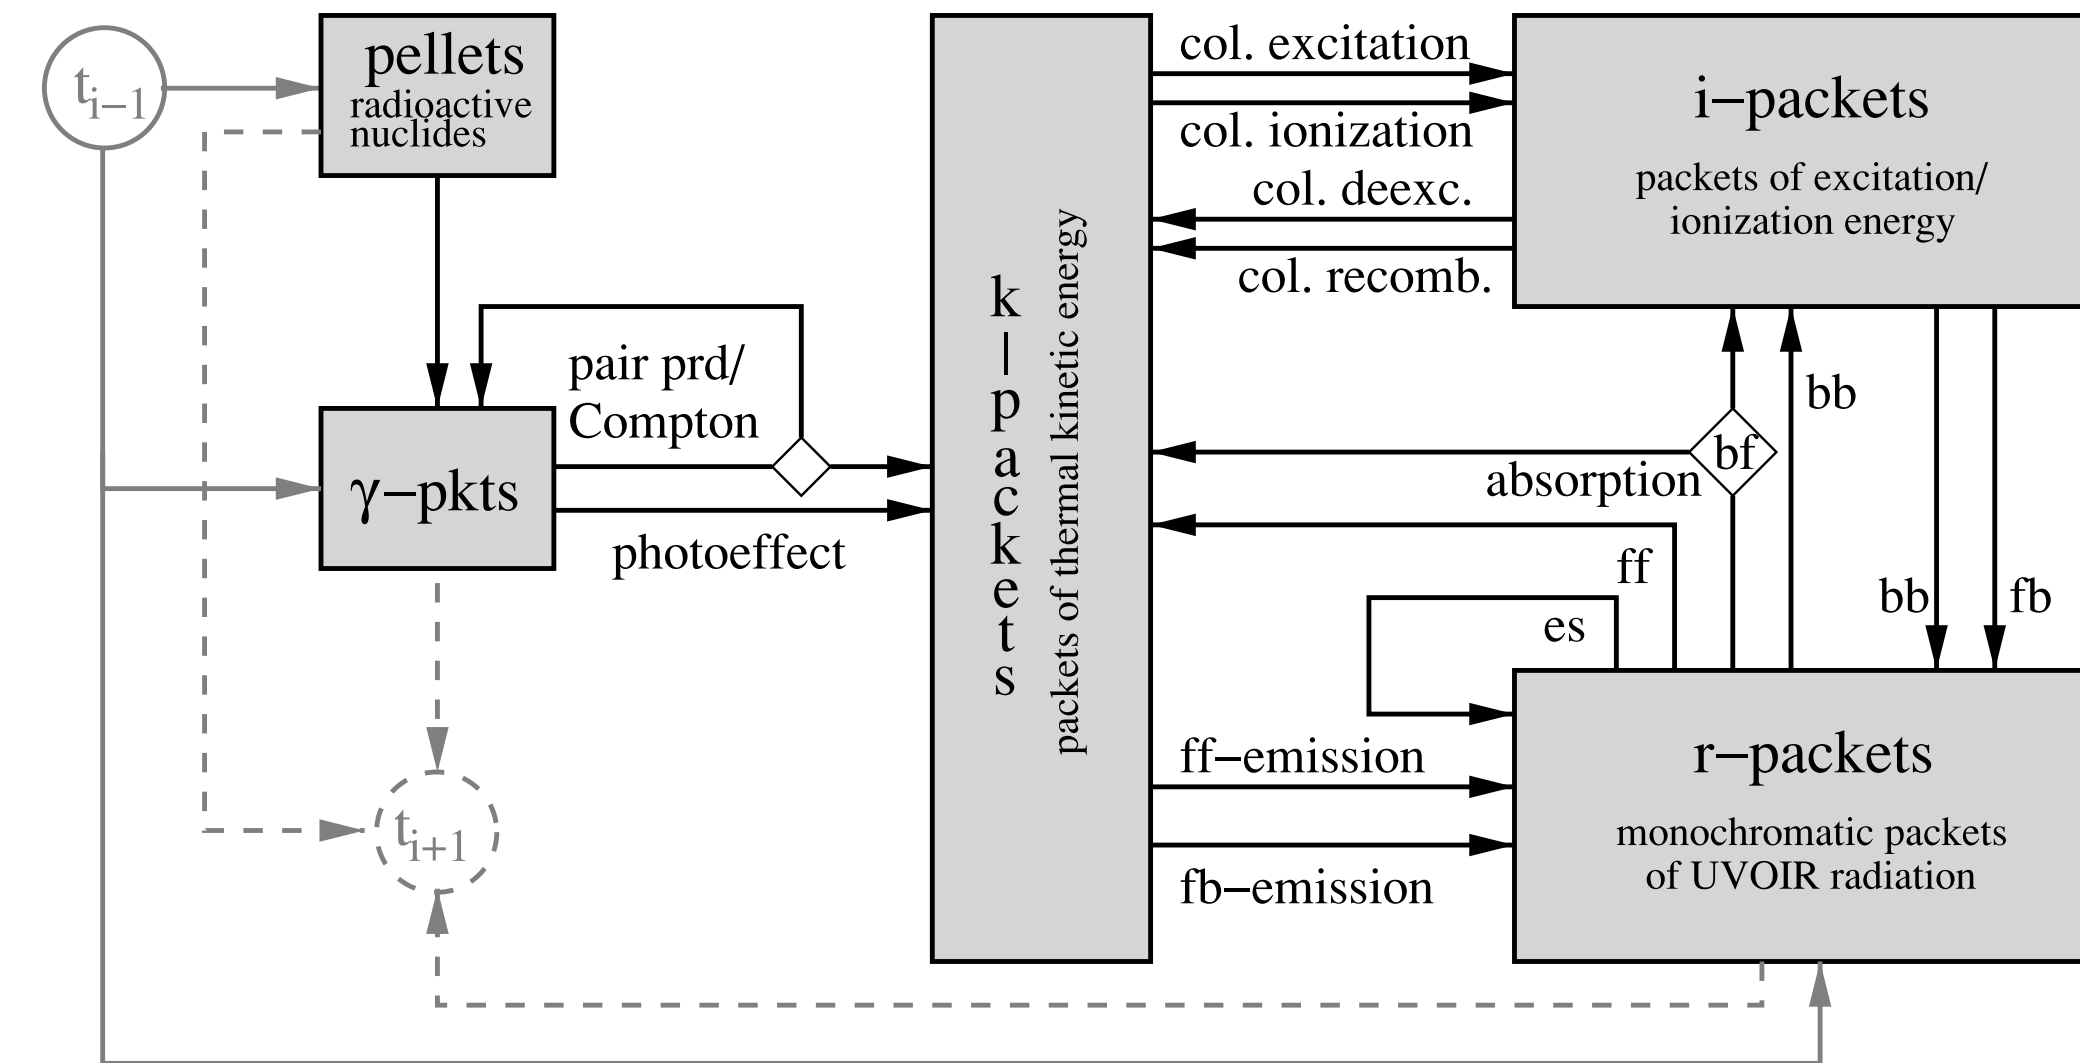 t i−1
pellets
radioactive
nuclides
γ−pkts
pair prd/
Compton
photoeffect
t i+1
k−packets
packets of thermal kinetic energy
col. excitation
col. ionization
col. deexc.
col. recomb.
i−packets
packets of excitation/
ionization energy
bb
bf
absorption
ff
es
bb
fb
ff−emission
fb−emission
r−packets
monochromatic packets
of UVOIR radiation